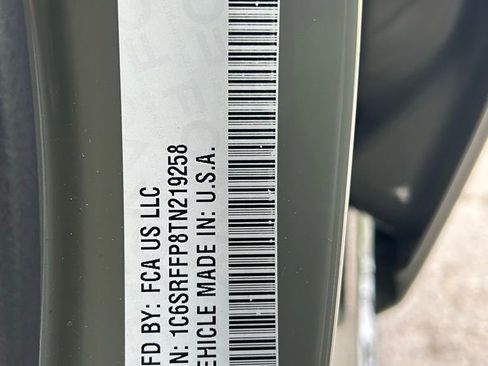 FD BY: FCA US LLC
N: 1C6SRFFP8TN219258
EHICLE MADE IN: U.S.A.